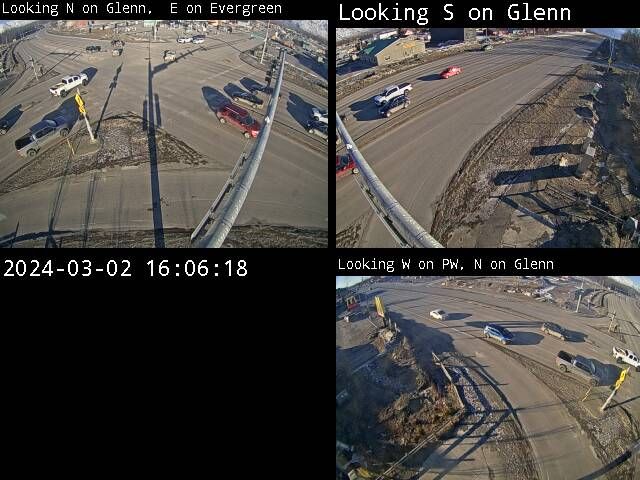 Looking N on Glenn,  E on Evergreen
Looking S on Glenn
2024-03-02 16:06:18
Looking W on PW, N on Glenn